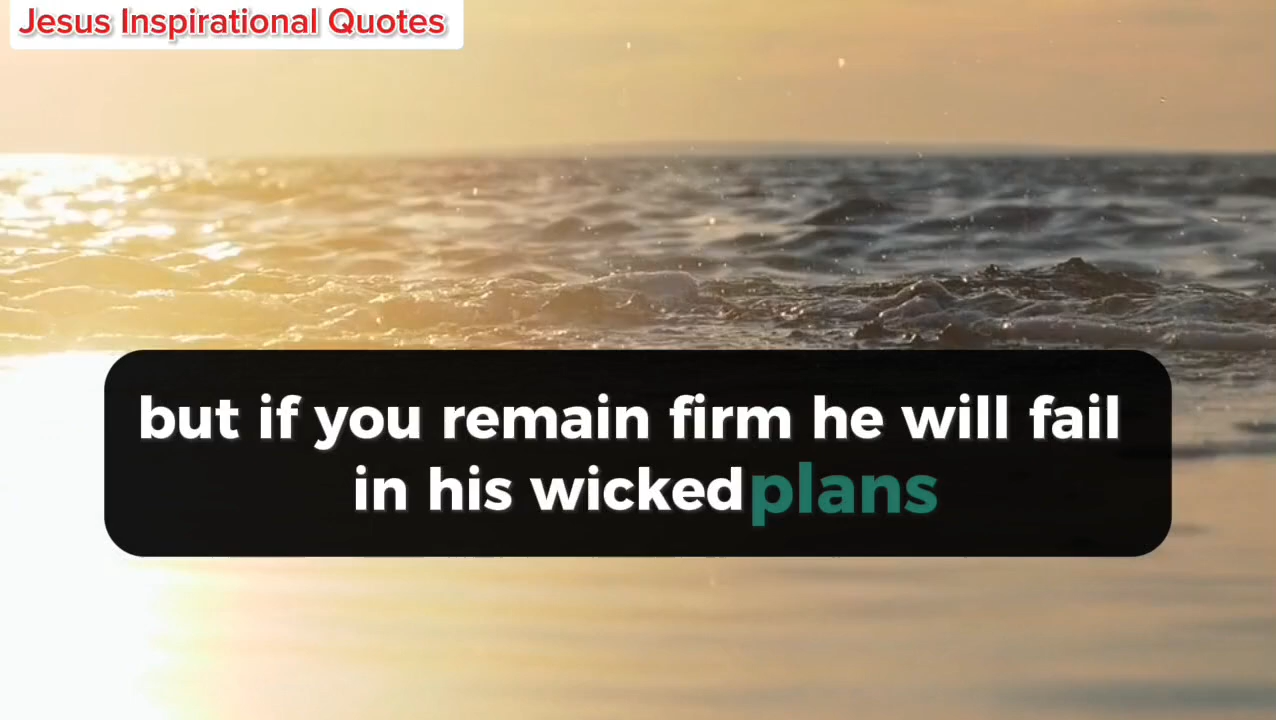 Jesus Inspirational Quotes
but if you remain firm he will fail
in his wicked plans